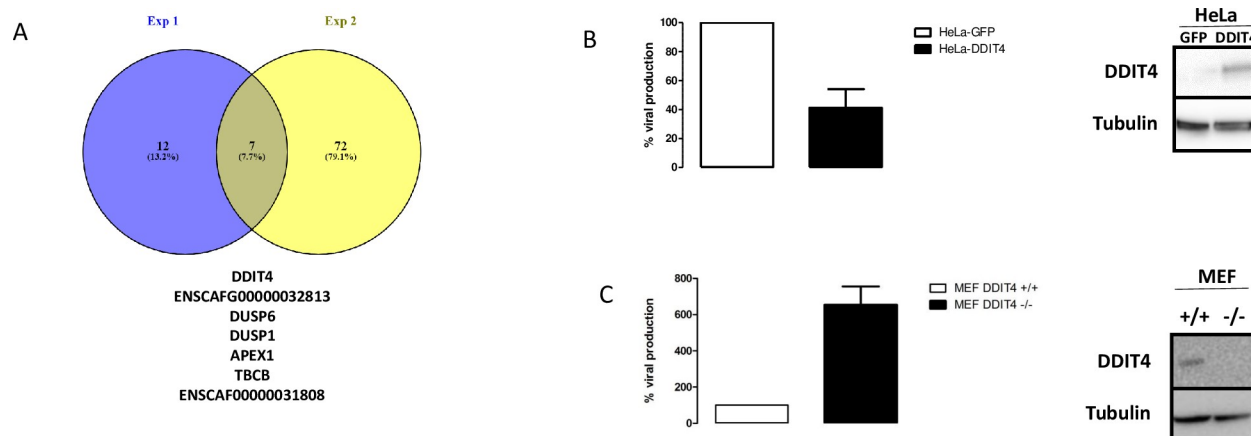 A
Exp 1
Exp 2
12
(13.2%)
7
(7.7%)
72
(79.1%)
DDIT4
ENSCAFG00000032813
DUSP6
DUSP1
APEX1
TBCB
ENSCAF00000031808
B
% viral production
100
80
60
40
20
0
HeLa-GFP
HeLa-DDIT4
HeLa
GFP DDIT4
DDIT4
Tubulin
C
% viral production
800
600
400
200
0
MEF DDIT4 +/+
MEF DDIT4 -/-
MEF
+/+ -/-
DDIT4
Tubulin